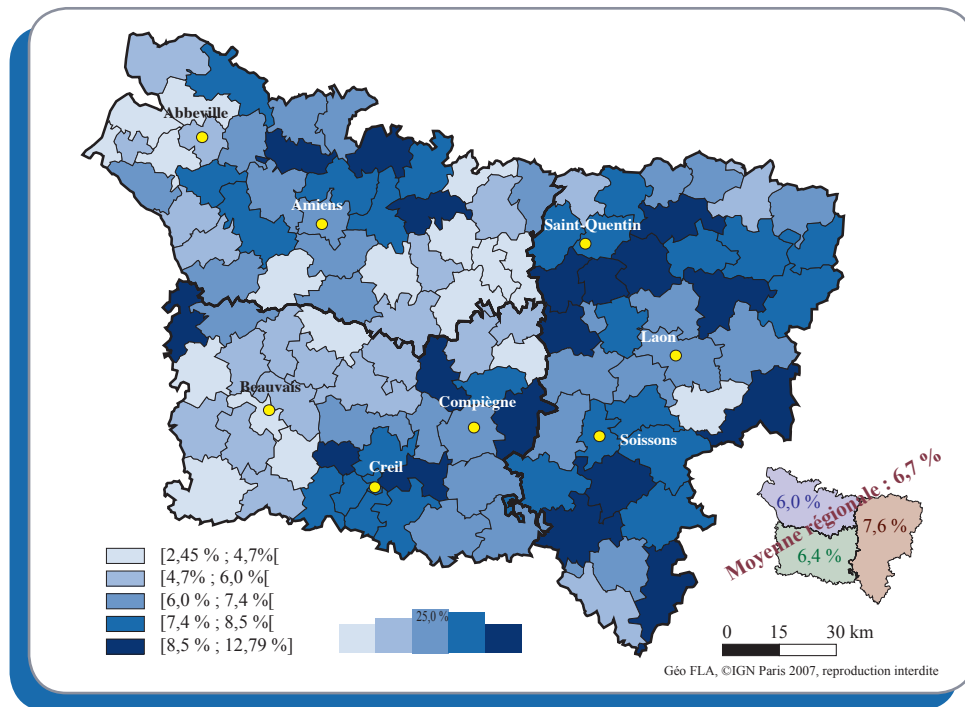 Abbeville
Amiens
Saint-Quentin
Laon
Beauvais
Compiègne
Soissons
Creil
[2,45 % ; 4,7%[
[4,7% ; 6,0 %[
[6,0 % ; 7,4 %[
[7,4 % ; 8,5 %[
[8,5 % ; 12,79 %]
25,0 %
Moyenne régionale : 6,7 %
6,0 %
7,6 %
6,4 %
0 15 30 km
Géo FLA, ©IGN Paris 2007, reproduction interdite